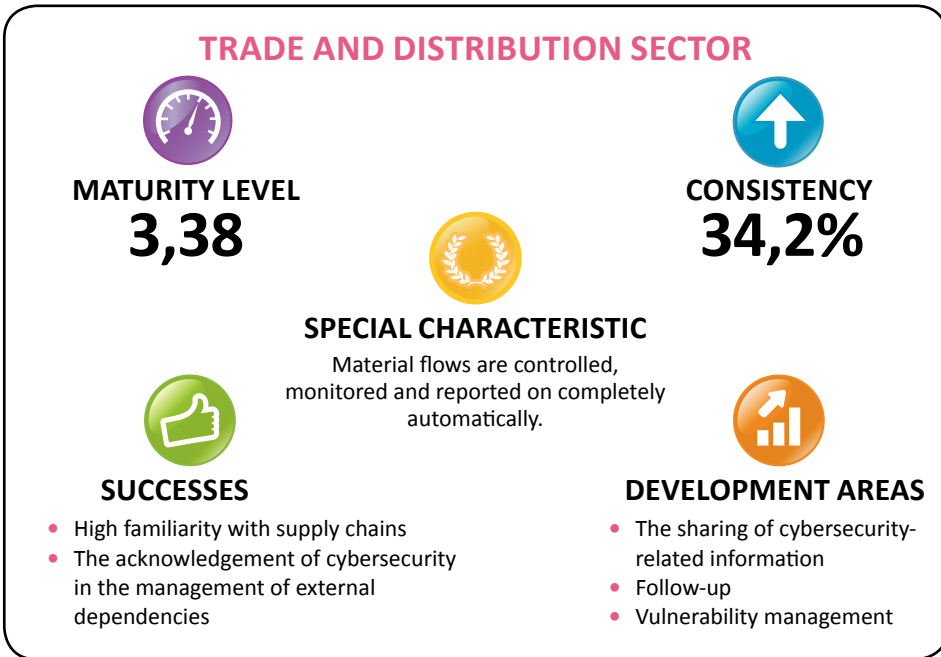 TRADE AND DISTRIBUTION SECTOR
MATURITY LEVEL
3,38
CONSISTENCY
34,2%
SPECIAL CHARACTERISTIC
Material flows are controlled,
monitored and reported on completely
automatically.
SUCCESSES
• High familiarity with supply chains
• The acknowledgement of cybersecurity
in the management of external
dependencies
DEVELOPMENT AREAS
• The sharing of cybersecurity-
related information
• Follow-up
• Vulnerability management